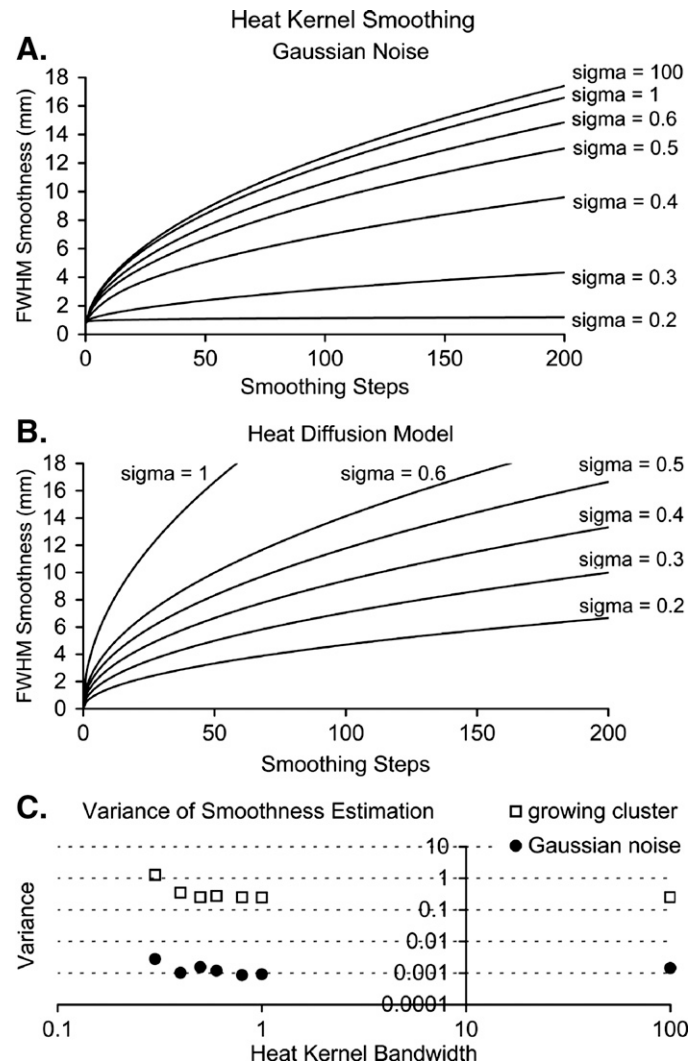 Heat Kernel Smoothing
A.
Gaussian Noise
FWHM Smoothness (mm)
18
16
14
12
10
8
6
4
2
0
sigma = 100
sigma = 1
sigma = 0.6
sigma = 0.5
sigma = 0.4
sigma = 0.3
sigma = 0.2
0 50 100 150 200
Smoothing Steps
B.
Heat Diffusion Model
FWHM Smoothness (mm)
18
16
14
12
10
8
6
4
2
0
sigma = 1
sigma = 0.6
sigma = 0.5
sigma = 0.4
sigma = 0.3
sigma = 0.2
0 50 100 150 200
Smoothing Steps
C.
Variance of Smoothness Estimation
growing cluster
Gaussian noise
Variance
10
1
0.1
0.01
0.001
0.0001
0.1 1 10 100
Heat Kernel Bandwidth